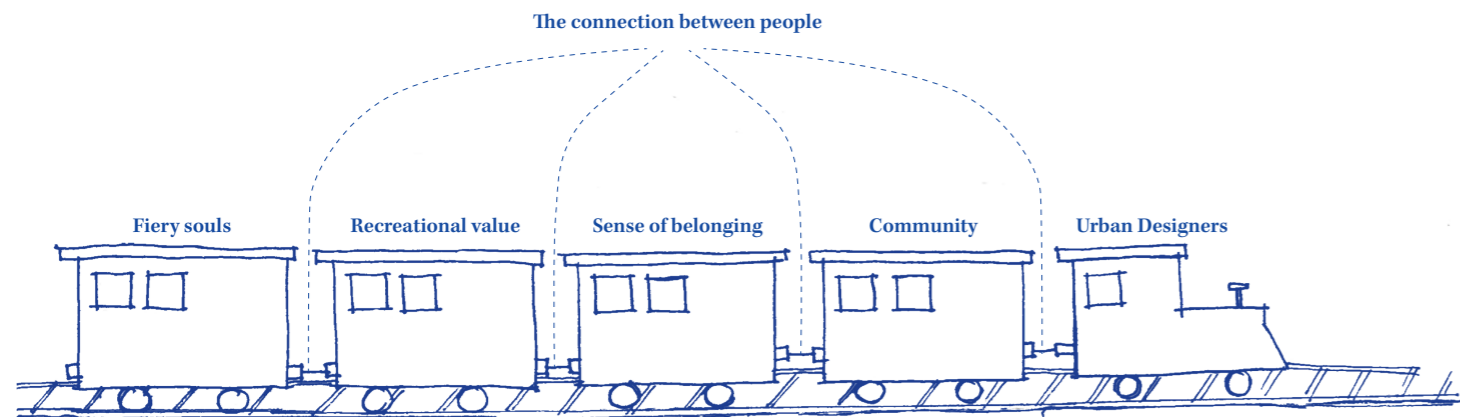 The connection between people
Fiery souls
Recreational value
Sense of belonging
Community
Urban Designers